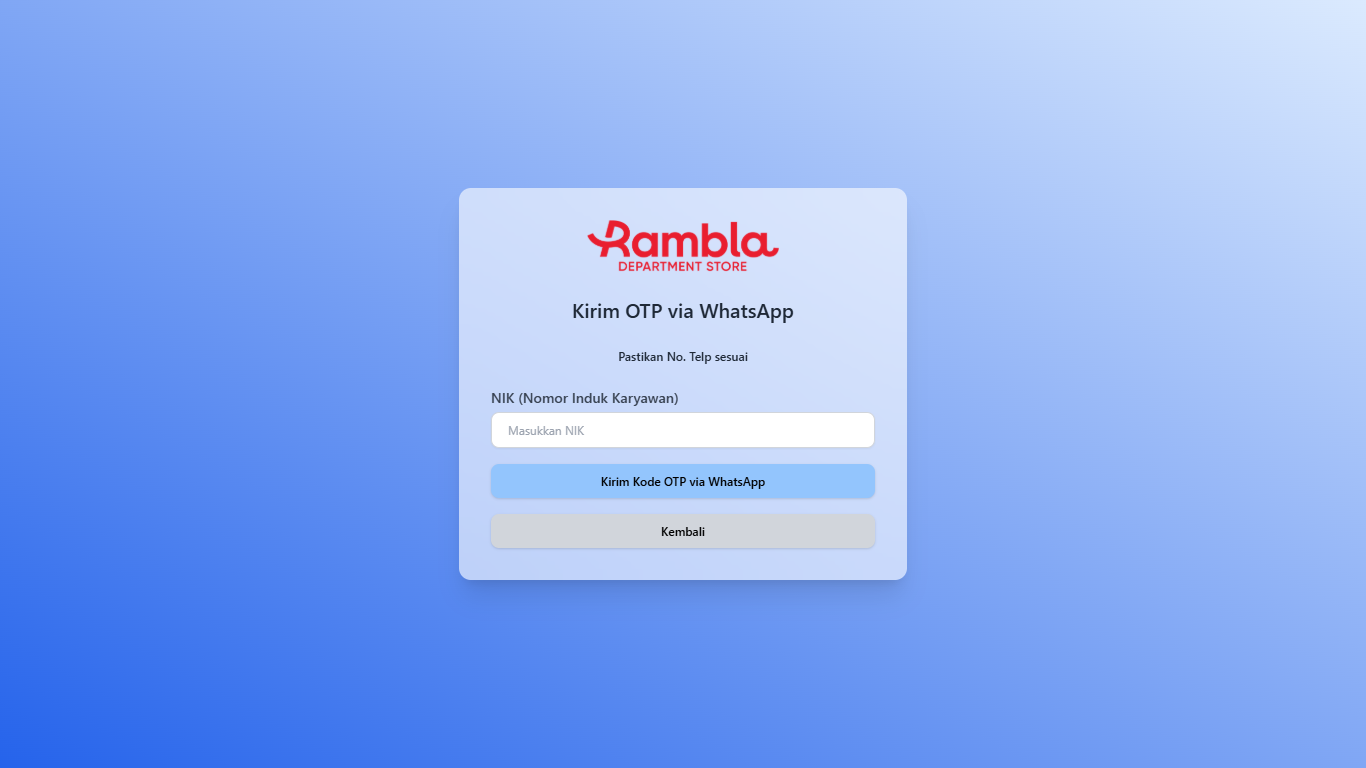 Rambla
DEPARTMENT STORE
Kirim OTP via WhatsApp
Pastikan No. Telp sesuai
NIK (Nomor Induk Karyawan)
Masukkan NIK
Kirim Kode OTP via WhatsApp
Kembali